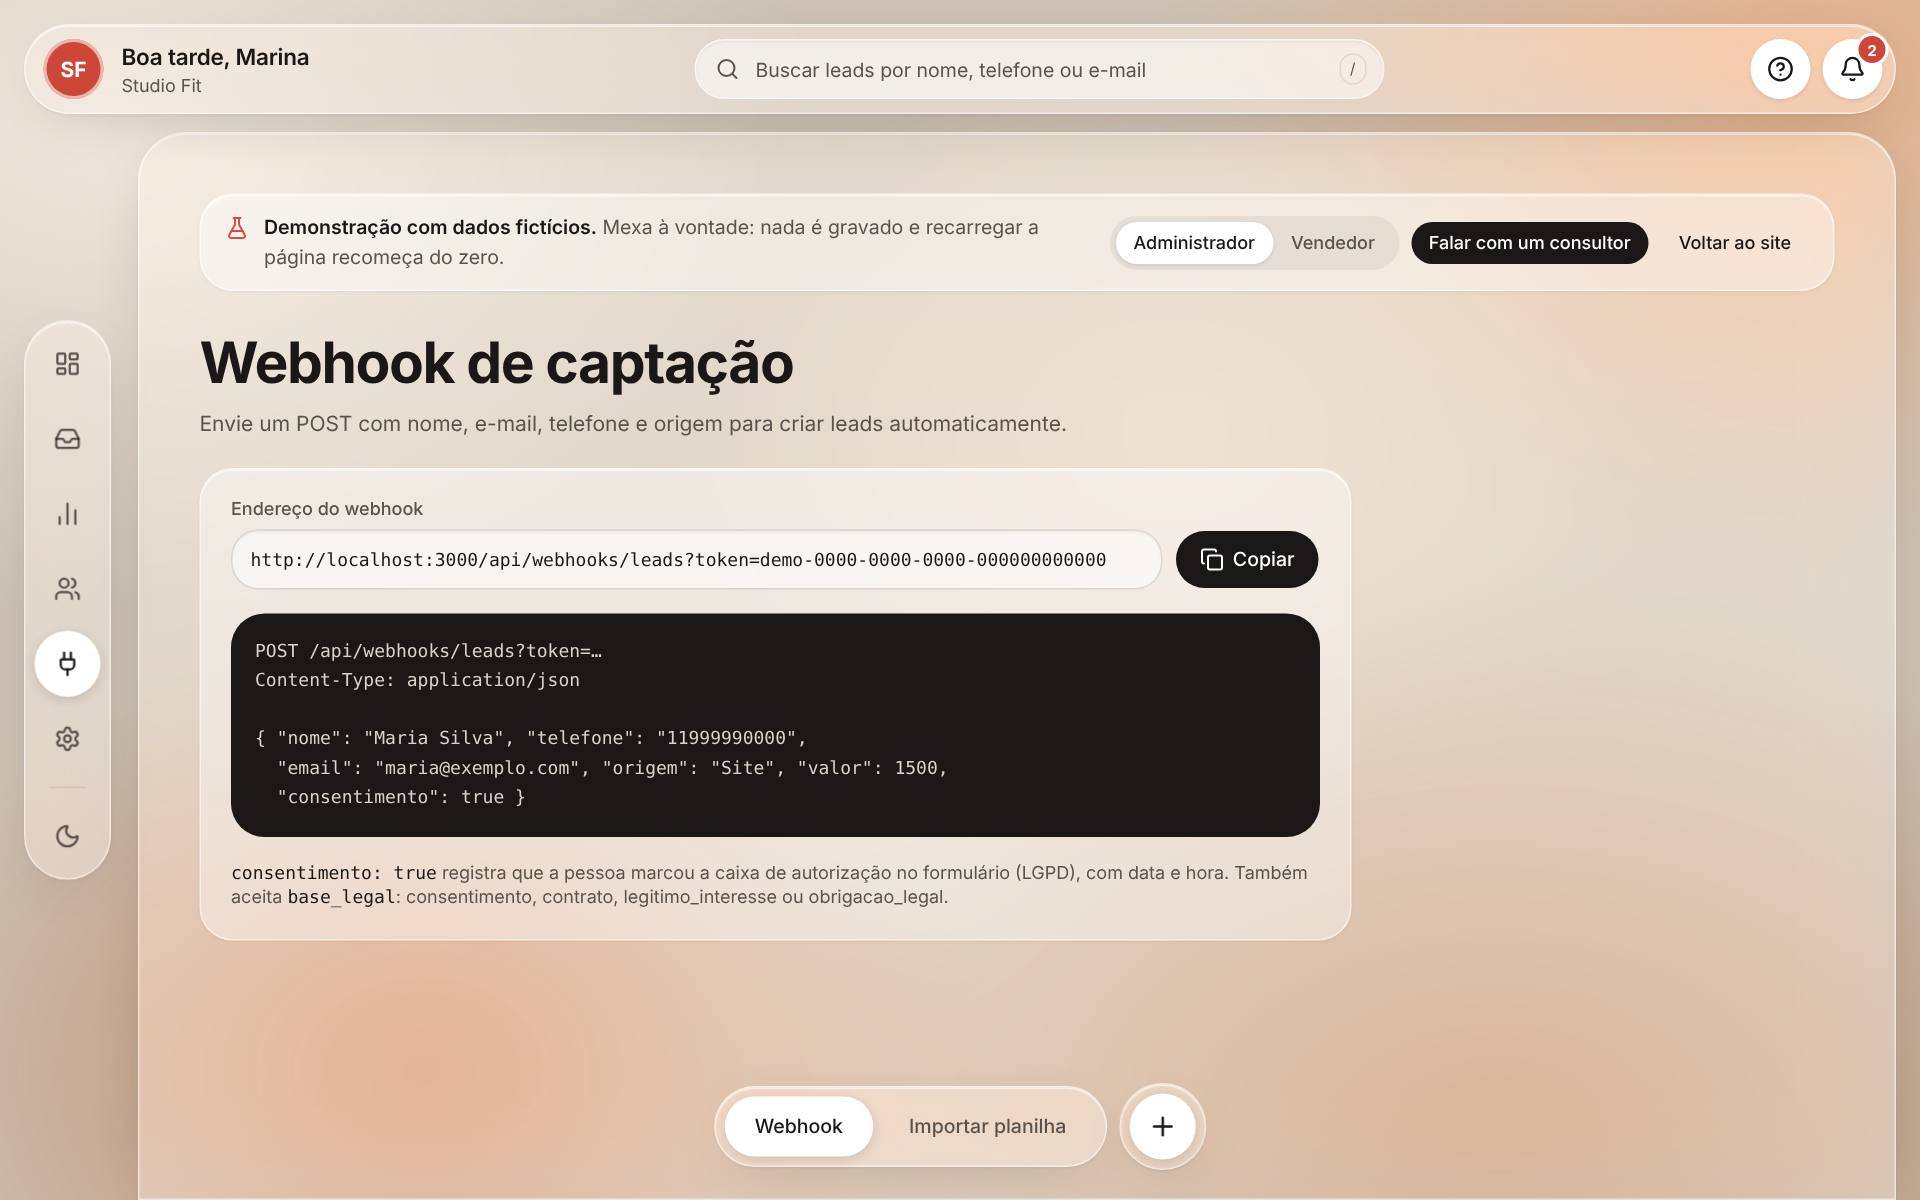 SF
Boa tarde, Marina
Studio Fit
Buscar leads por nome, telefone ou e-mail
/
2
Demonstração com dados fictícios. Mexa à vontade: nada é gravado e recarregar a
página recomeça do zero.
Administrador
Vendedor
Falar com um consultor
Voltar ao site
Webhook de captação
Envie um POST com nome, e-mail, telefone e origem para criar leads automaticamente.
Endereço do webhook
http://localhost:3000/api/webhooks/leads?token=demo-0000-0000-0000-000000000000
Copiar
POST /api/webhooks/leads?token=…
Content-Type: application/json
{ "nome": "Maria Silva", "telefone": "11999990000",
"email": "maria@exemplo.com", "origem": "Site", "valor": 1500,
"consentimento": true }
consentimento: true registra que a pessoa marcou a caixa de autorização no formulário (LGPD), com data e hora. Também
aceita base_legal: consentimento, contrato, legitimo_interesse ou obrigacao_legal.
Webhook
Importar planilha